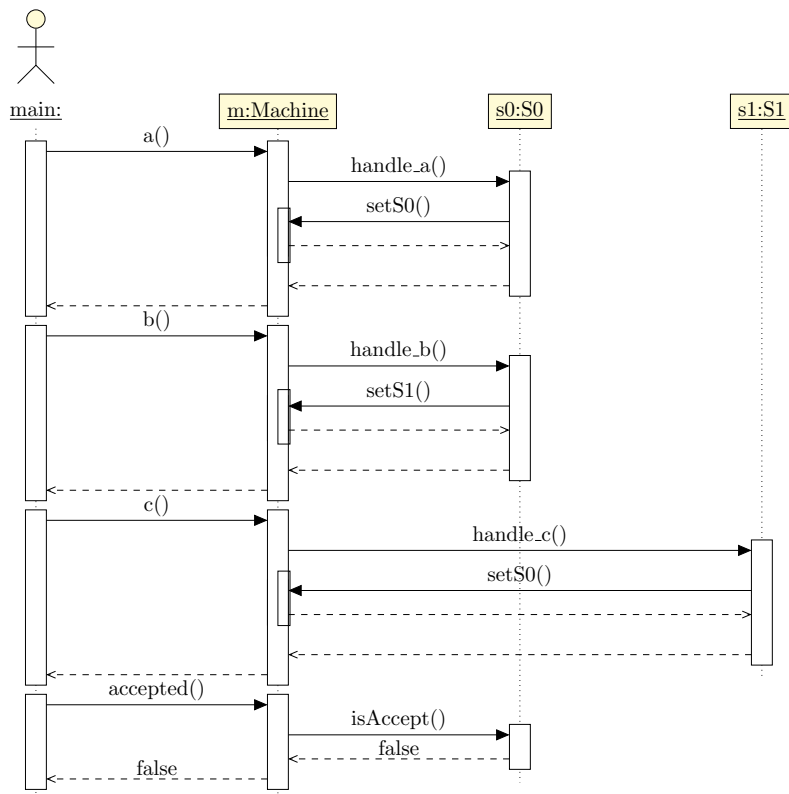 main:
m:Machine
s0:S0
s1:S1
a()
handle_a()
setS0()
b()
handle_b()
setS1()
c()
handle_c()
setS0()
accepted()
isAccept()
false
false